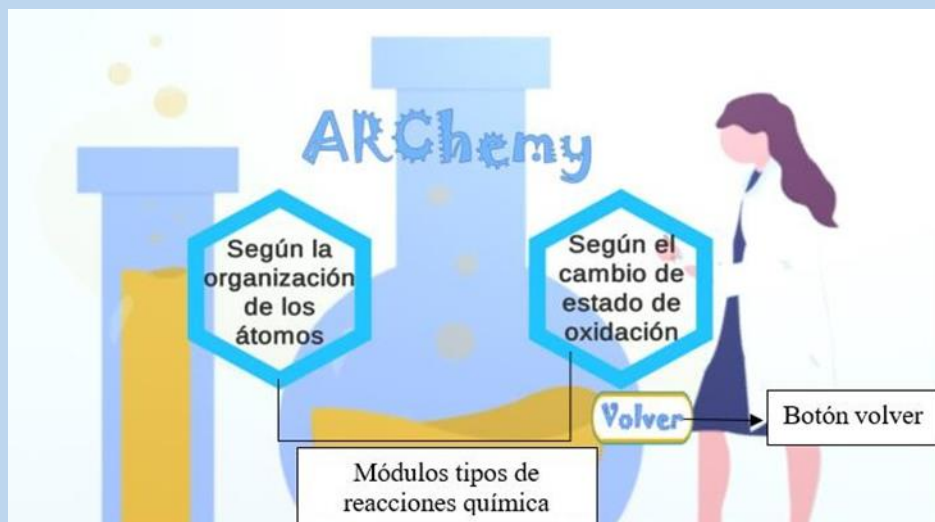 ARChemy
Según la
organización
de los
átomos
Según el
cambio de
estado de
oxidación
Volver
Botón volver
Módulos tipos de
reacciones química